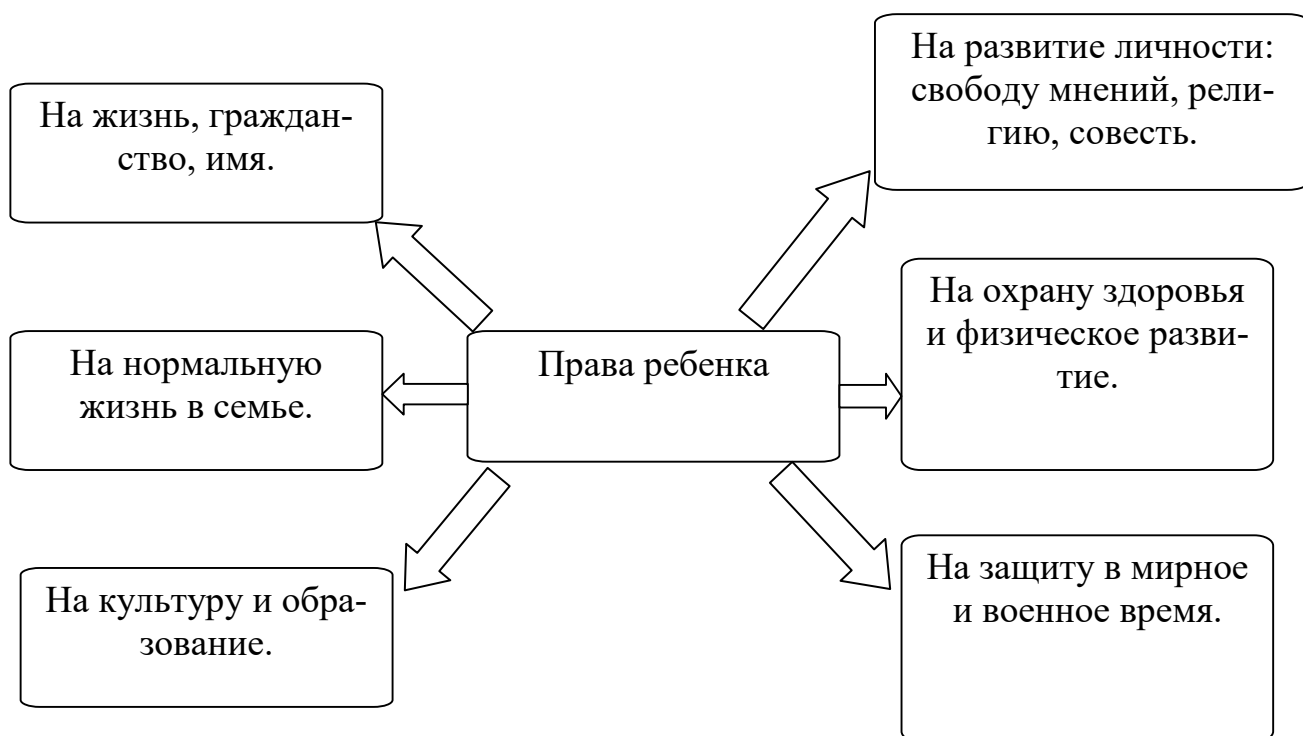 На развитие личности:
свободу мнений, рели-
гию, совесть.
На жизнь, граждан-
ство, имя.
На охрану здоровья
и физическое разви-
тие.
На нормальную
жизнь в семье.
Права ребенка
На защиту в мирное
и военное время.
На культуру и обра-
зование.